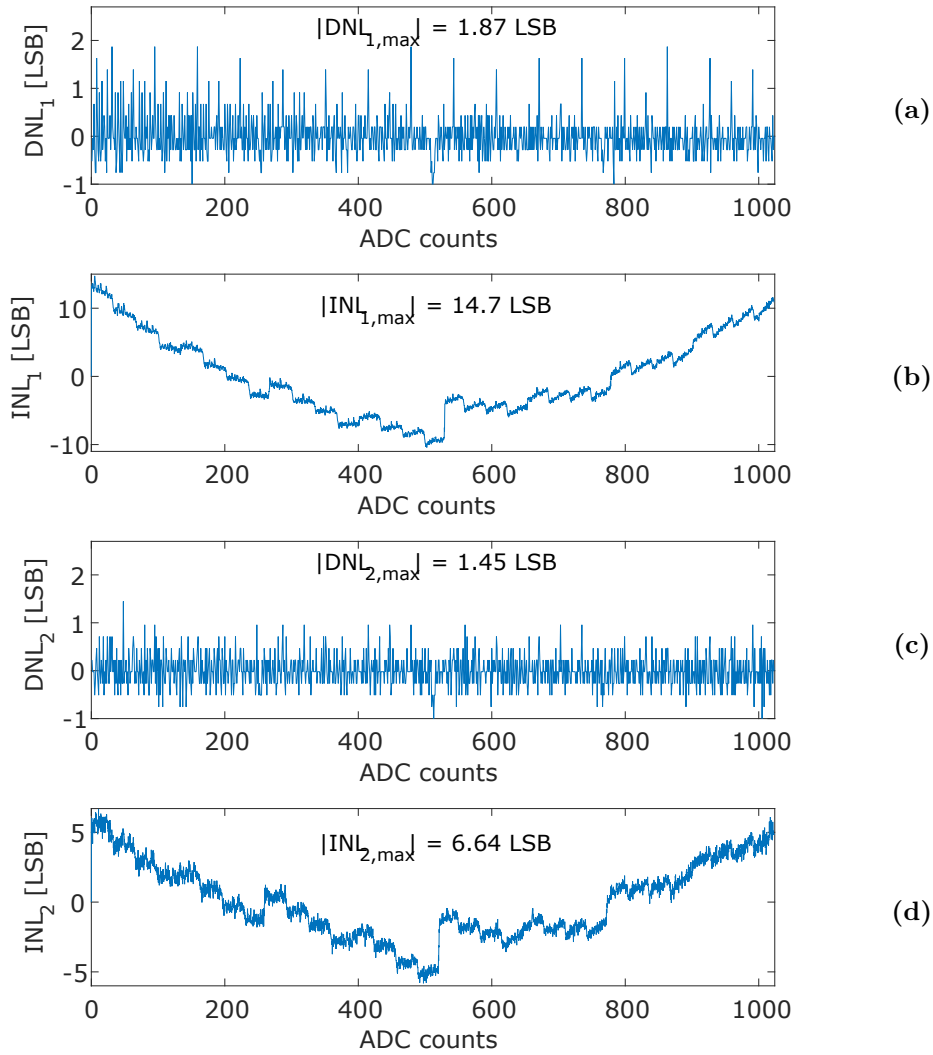 |DNL1,max| = 1.87 LSB
2
1
0
-1
DNL1 [LSB]
0 200 400 600 800 1000
ADC counts
(a)
|INL1,max| = 14.7 LSB
10
0
-10
INL1 [LSB]
0 200 400 600 800 1000
ADC counts
(b)
|DNL2,max| = 1.45 LSB
2
1
0
-1
DNL2 [LSB]
0 200 400 600 800 1000
ADC counts
(c)
|INL2,max| = 6.64 LSB
5
0
-5
INL2 [LSB]
0 200 400 600 800 1000
ADC counts
(d)